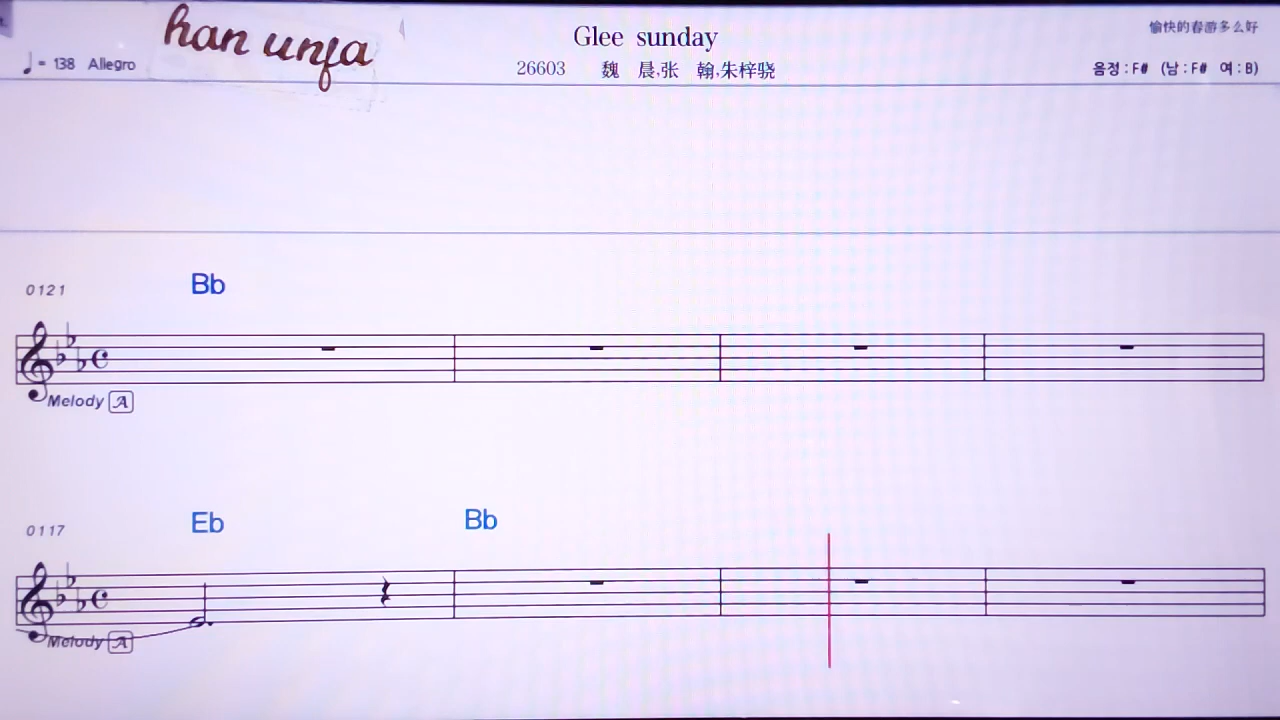 han unfa
Glee sunday
愉快的春游多么好
♩ = 138 Allegro
26603 魏 晨,张 翰,朱梓骁
음정 : F# (남 : F# 여 : B)
0121 Bb
Melody A
0117 Eb Bb
Melody A